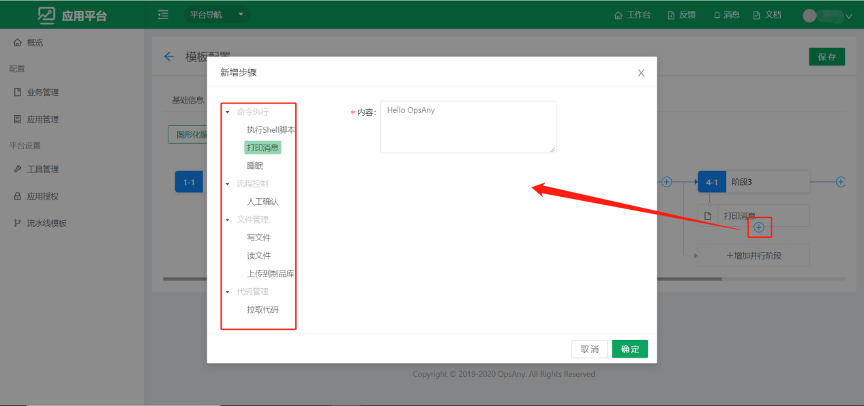 应用平台
平台导航
工作台
反馈
消息
文档
概览
配置
业务管理
应用管理
平台设置
工具管理
应用授权
流水线模板
模板配置
保存
基础信息
图形化编
1-1
4-1
阶段3
打印消息
+增加并行阶段
新增步骤
X
命令执行
执行Shell脚本
打印消息
睡眠
流程控制
人工确认
文件管理
写文件
读文件
上传到制品库
代码管理
拉取代码
* 内容:
Hello OpsAny
取消
确定
Copyright © 2019-2020 OpsAny. All Rights Reserved